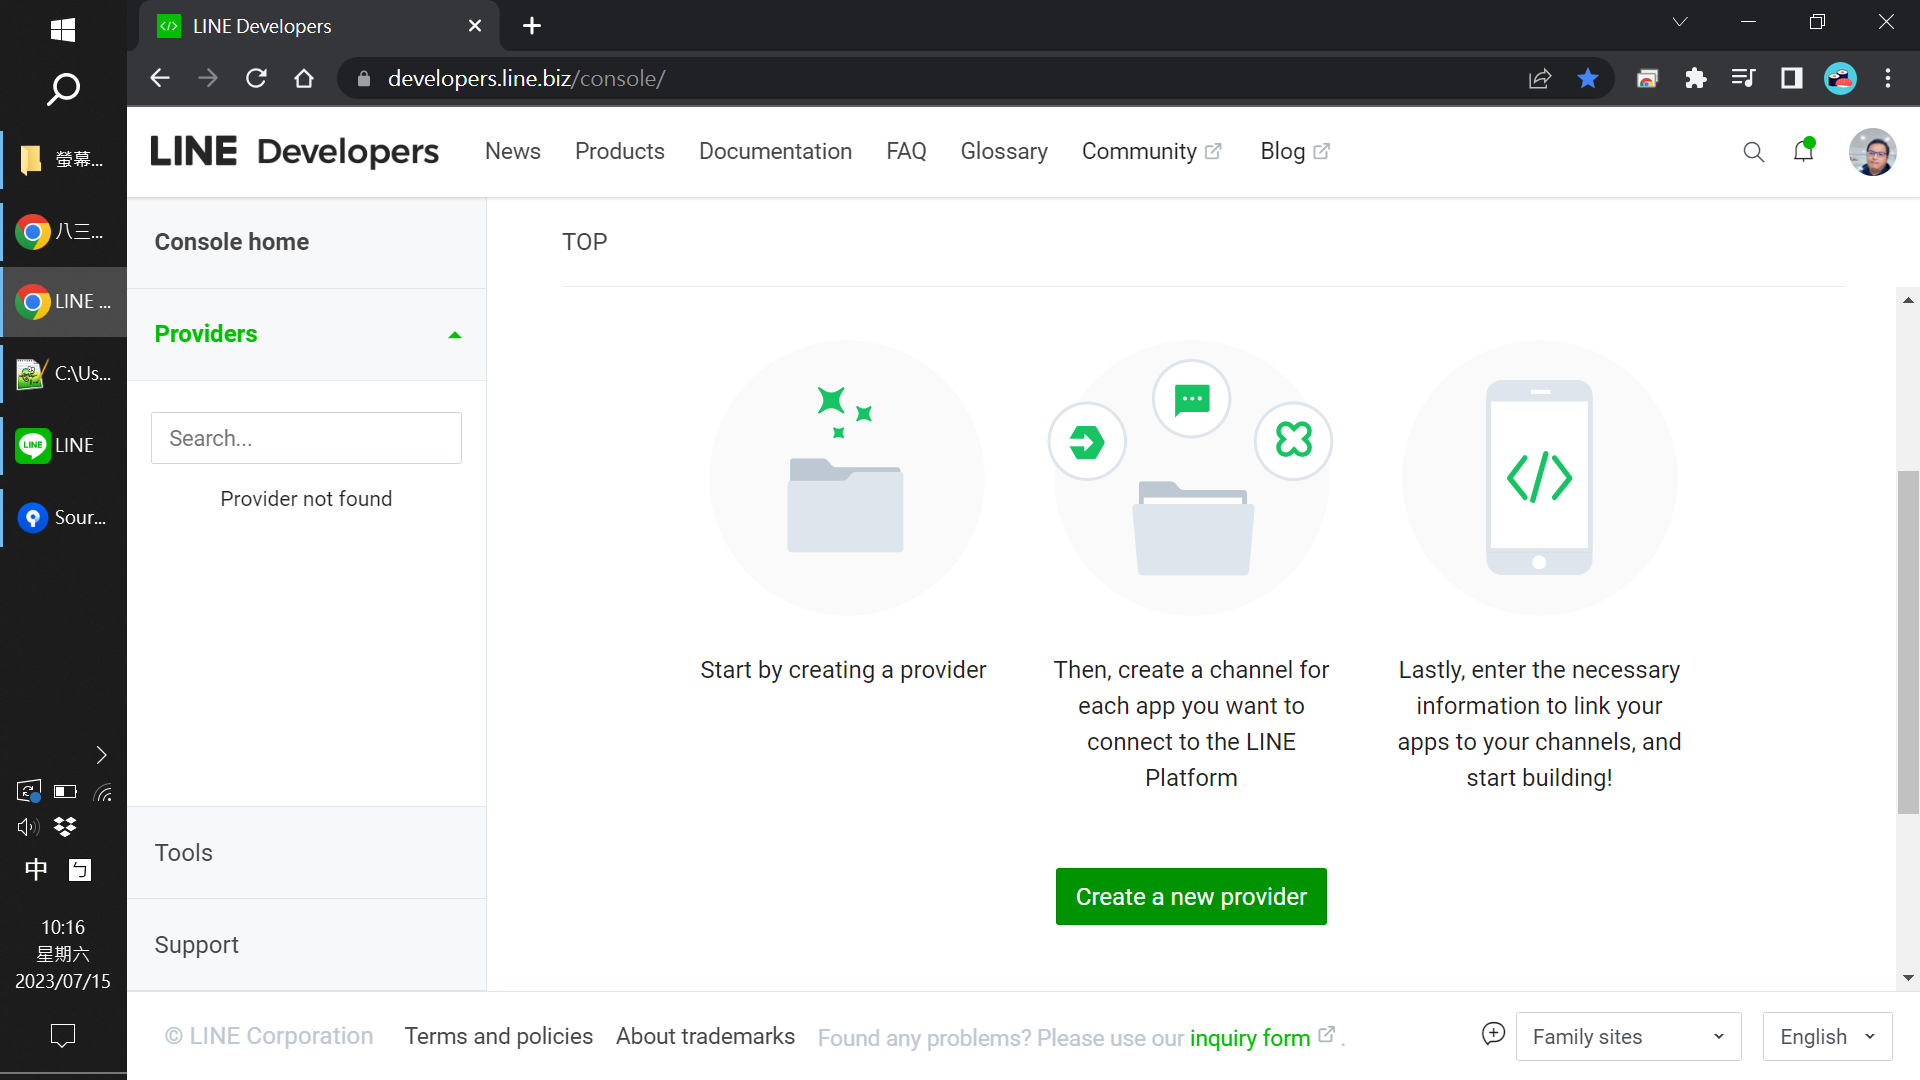 LINE Developers
developers.line.biz/console/
螢幕...
八三...
LINE ...
C:\Us...
LINE
Sour...
中 ㄅ
10:16
星期六
2023/07/15
LINE Developers
News
Products
Documentation
FAQ
Glossary
Community
Blog
Console home
Providers
Search...
Provider not found
Tools
Support
TOP
Start by creating a provider
Then, create a channel for
each app you want to
connect to the LINE
Platform
Lastly, enter the necessary
information to link your
apps to your channels, and
start building!
Create a new provider
© LINE Corporation
Terms and policies
About trademarks
Found any problems? Please use our inquiry form .
Family sites
English